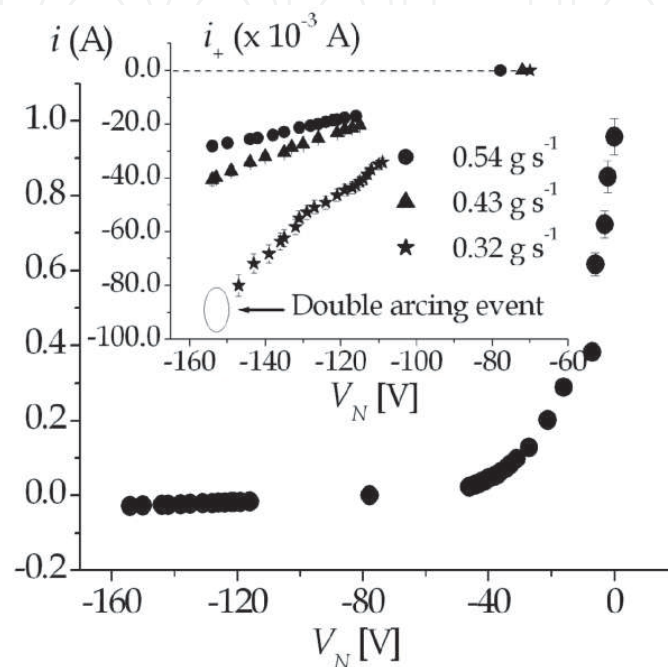 i (A)
i₊ (x 10⁻³ A)
0.0
-20.0
-40.0
-60.0
-80.0
-100.0
0.54 g s⁻¹
0.43 g s⁻¹
0.32 g s⁻¹
Double arcing event
-160 -140 -120 -100 -80 -60
V_N [V]
1.0
0.8
0.6
0.4
0.2
0.0
-0.2
-160 -120 -80 -40 0
V_N [V]